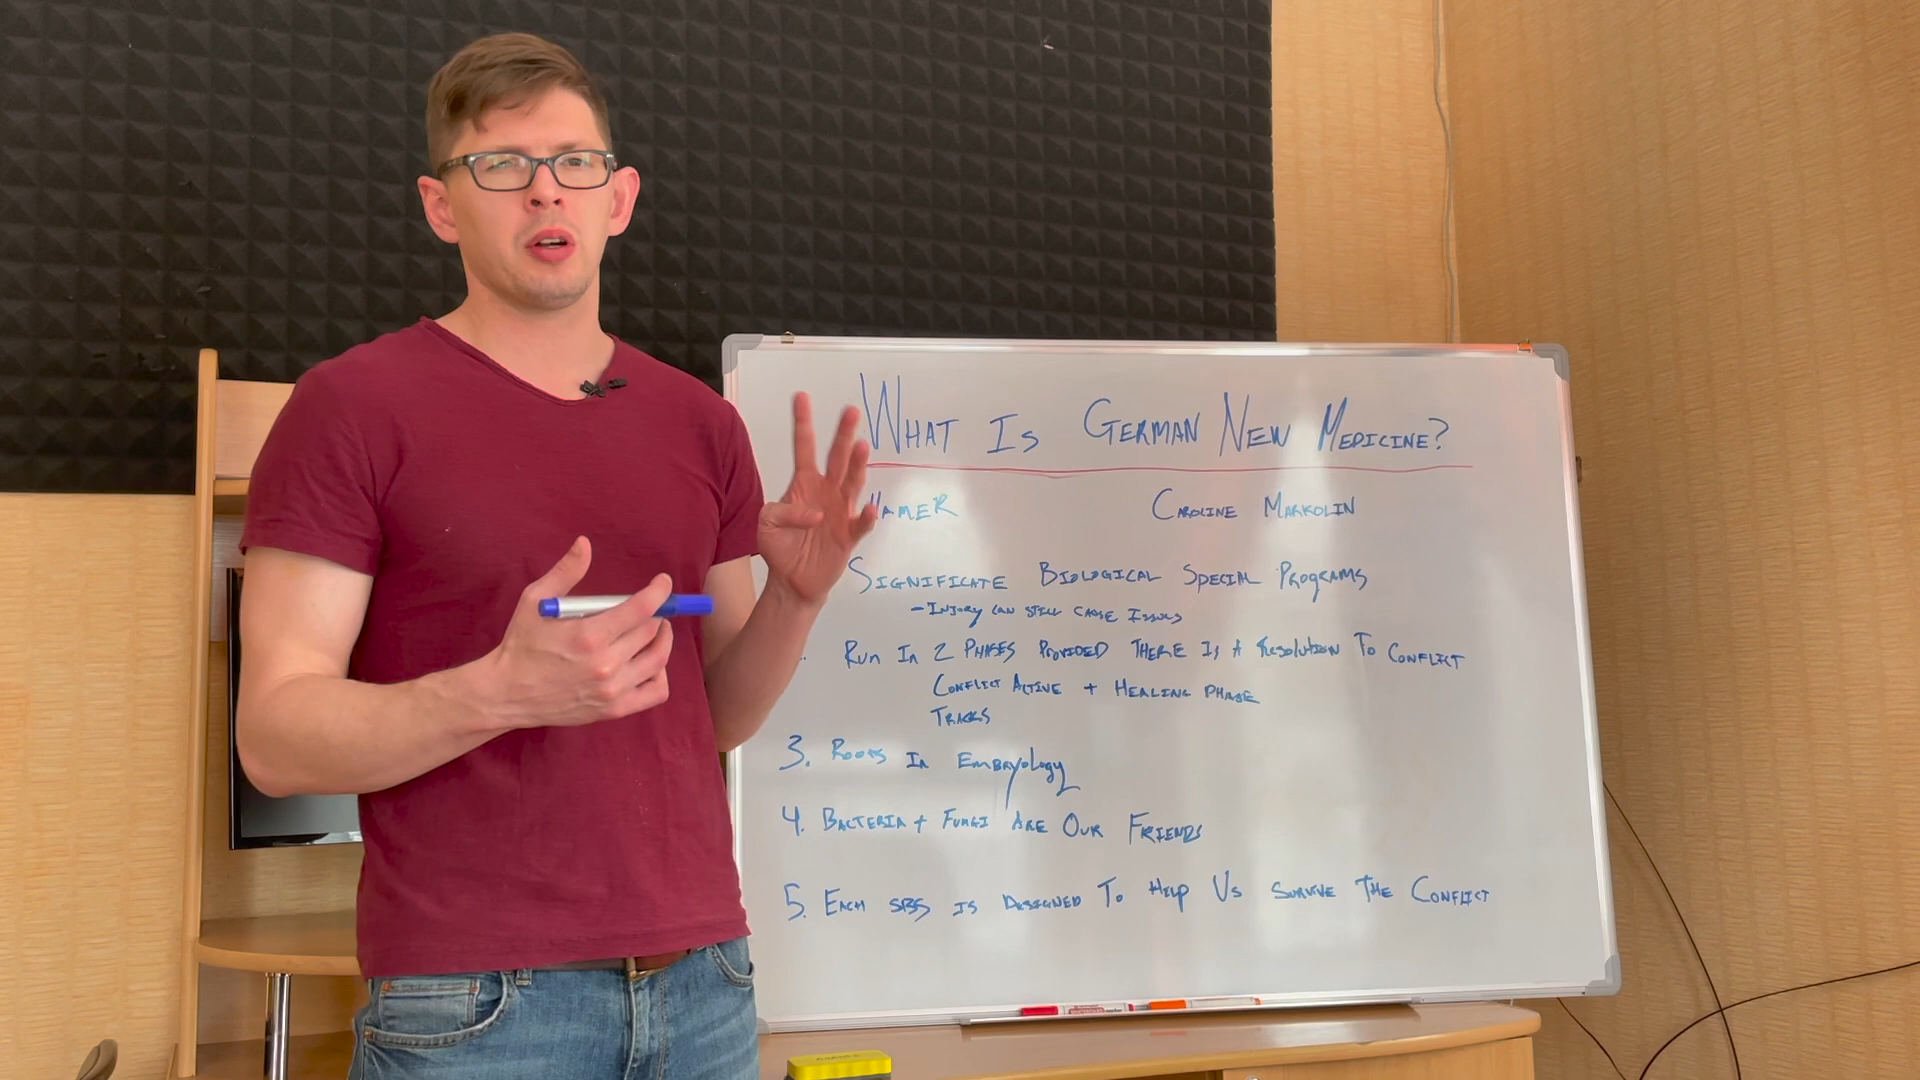 WHAT IS GERMAN NEW MEDICINE?
HAMER CAROLINE MARKOLIN
SIGNIFICATE BIOLOGICAL SPECIAL PROGRAMS
- INJURY CAN STILL CAUSE ISSUES
RUN IN 2 PHASES PROVIDED THERE IS A RESOLUTION TO CONFLICT
CONFLICT ACTIVE + HEALING PHASE
TRACKS
3. ROOTS IN EMBRYOLOGY
4. BACTERIA + FUNGI ARE OUR FRIENDS
5. EACH SBS IS DESIGNED TO HELP US SURVIVE THE CONFLICT